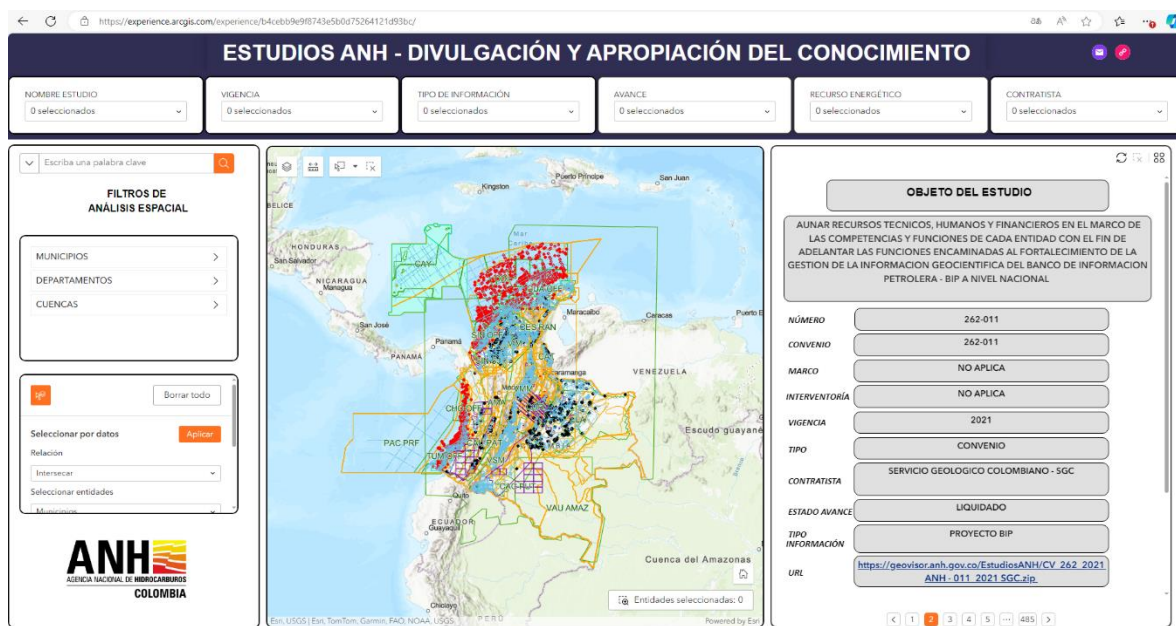 https://experience.arcgis.com/experience/b4cebb9e9f8743e5b0d75264121d93bc/
ESTUDIOS ANH - DIVULGACIÓN Y APROPIACIÓN DEL CONOCIMIENTO
NOMBRE ESTUDIO
0 seleccionados
VIGENCIA
0 seleccionados
TIPO DE INFORMACIÓN
0 seleccionados
AVANCE
0 seleccionados
RECURSO ENERGÉTICO
0 seleccionados
CONTRATISTA
0 seleccionados
Escriba una palabra clave
FILTROS DE
ANÁLISIS ESPACIAL
MUNICIPIOS
DEPARTAMENTOS
CUENCAS
Borrar todo
Seleccionar por datos
Aplicar
Relación
Intersecar
Seleccionar entidades
Municipios
ANH
AGENCIA NACIONAL DE HIDROCARBUROS
COLOMBIA
Kingston
Puerto Príncipe
San Juan
BELICE
HONDURAS
San Salvador
NICARAGUA
Managua
Mar
CAY
San José
Panamá
PANAMÁ
Maracaibo
Caracas
Puerto E
VENEZUELA
Escudo guayané
PAC PRF
VSM
Quito
ECUADOR
Guayaquil
VAU AMAZ
Cuenca del Amazonas
Chiclayo
PERÚ
Entidades seleccionadas: 0
Esri, USGS | Esri, TomTom, Garmin, FAO, NOAA, USGS
Powered by Esri
OBJETO DEL ESTUDIO
AUNAR RECURSOS TECNICOS, HUMANOS Y FINANCIEROS EN EL MARCO DE
LAS COMPETENCIAS Y FUNCIONES DE CADA ENTIDAD CON EL FIN DE
ADELANTAR LAS FUNCIONES ENCAMINADAS AL FORTALECIMIENTO DE LA
GESTION DE LA INFORMACION GEOCIENTIFICA DEL BANCO DE INFORMACION
PETROLERA - BIP A NIVEL NACIONAL
NÚMERO
262-011
CONVENIO
262-011
MARCO
NO APLICA
INTERVENTORÍA
NO APLICA
VIGENCIA
2021
TIPO
CONVENIO
CONTRATISTA
SERVICIO GEOLOGICO COLOMBIANO - SGC
ESTADO AVANCE
LIQUIDADO
TIPO
INFORMACIÓN
PROYECTO BIP
URL
https://geovisor.anh.gov.co/EstudiosANH/CV_262_2021
ANH - 011_2021 SGC.zip
1 2 3 4 5 ... 485